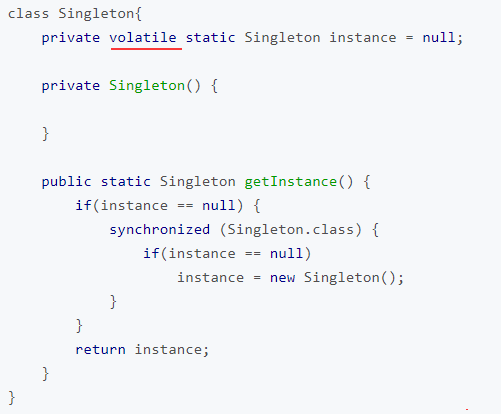 class Singleton{
    private volatile static Singleton instance = null;
    private Singleton() {
    }
    public static Singleton getInstance() {
        if(instance == null) {
            synchronized (Singleton.class) {
                if(instance == null)
                    instance = new Singleton();
            }
        }
        return instance;
    }
}